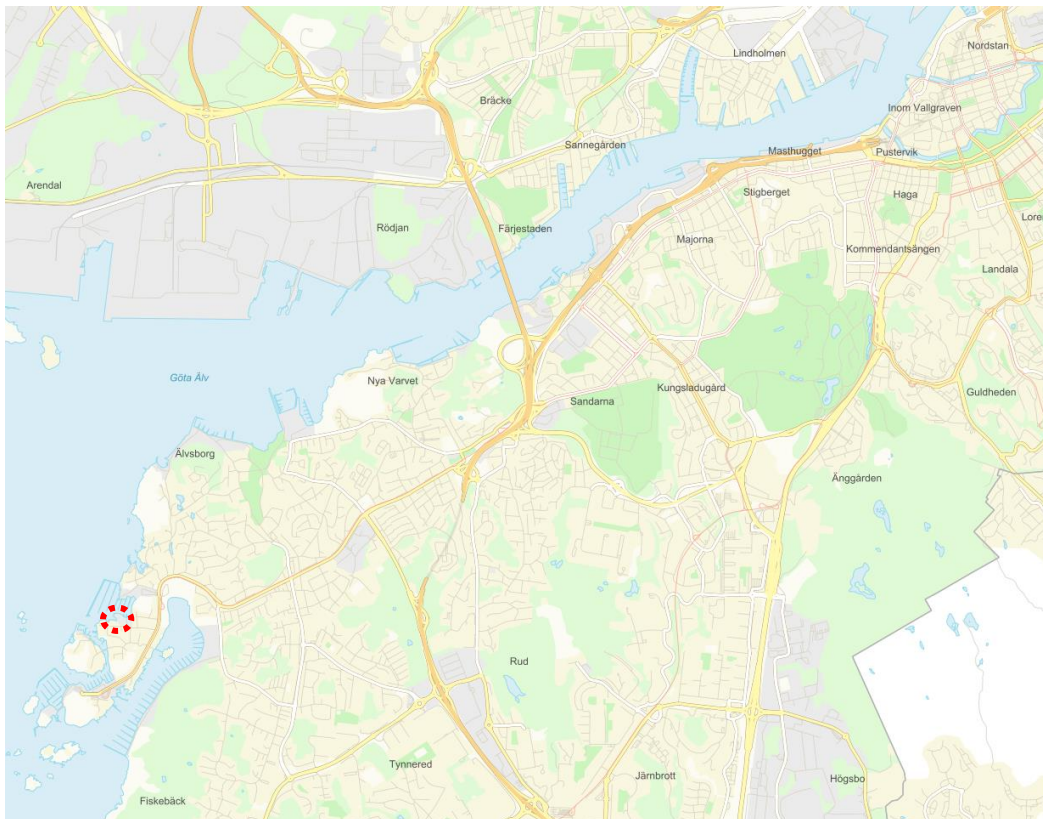 Nordstan
Lindholmen
Bräcke
Inom Vallgraven
Sannegården
Masthugget
Pustervik
Arendal
Stigberget
Haga
Rödjan
Färjestaden
Lore
Majorna
Kommendantsängen
Landala
Göta Älv
Nya Varvet
Kungsladugård
Guldheden
Sandarna
Älvsborg
Änggården
Rud
Tynnered
Järnbrott
Högsbo
Fiskebäck